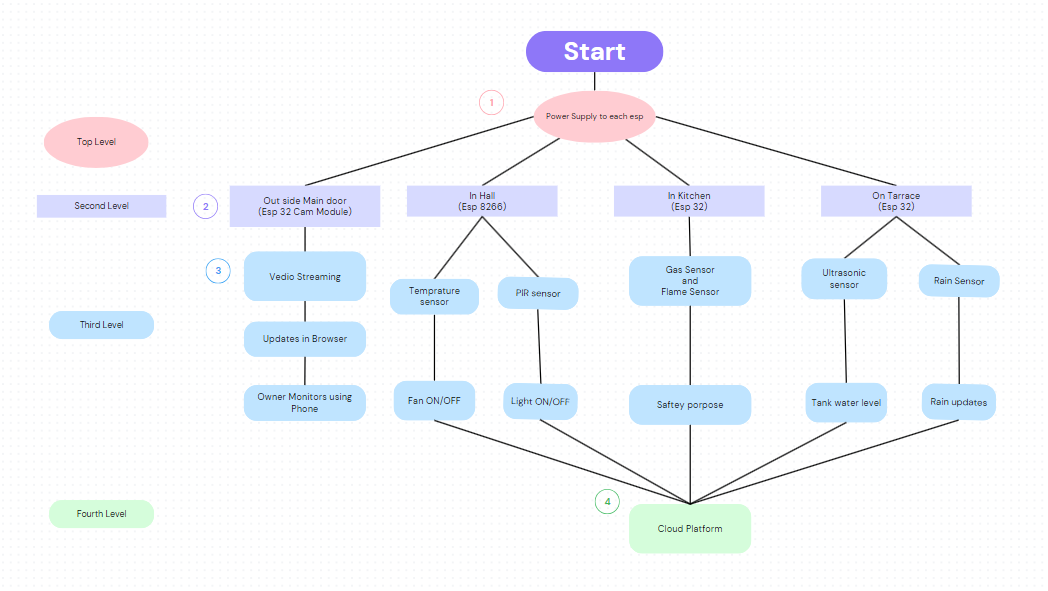 Start
1
Power Supply to each esp
Top Level
Second Level
2
Out side Main door
(Esp 32 Cam Module)
In Hall
(Esp 8266)
In Kitchen
(Esp 32)
On Tarrace
(Esp 32)
3
Vedio Streaming
Temprature
sensor
PIR sensor
Gas Sensor
and
Flame Sensor
Ultrasonic
sensor
Rain Sensor
Third Level
Updates in Browser
Owner Monitors using
Phone
Fan ON/OFF
Light ON/OFF
Saftey porpose
Tank water level
Rain updates
4
Fourth Level
Cloud Platform